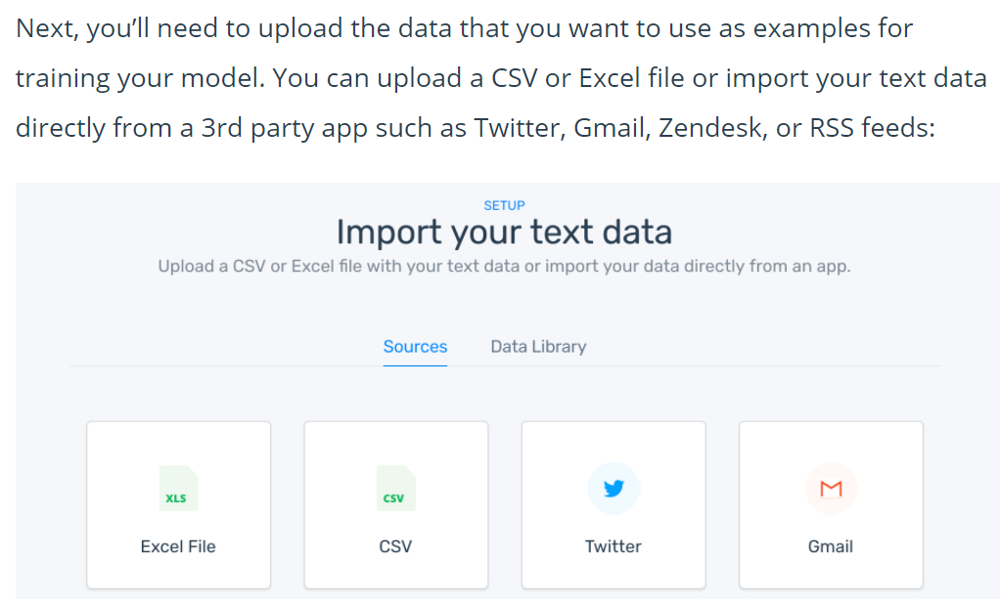 Next, you’ll need to upload the data that you want to use as examples for
training your model. You can upload a CSV or Excel file or import your text data
directly from a 3rd party app such as Twitter, Gmail, Zendesk, or RSS feeds:
SETUP
Import your text data
Upload a CSV or Excel file with your text data or import your data directly from an app.
Sources Data Library
XLS CSV
Excel File CSV Twitter Gmail